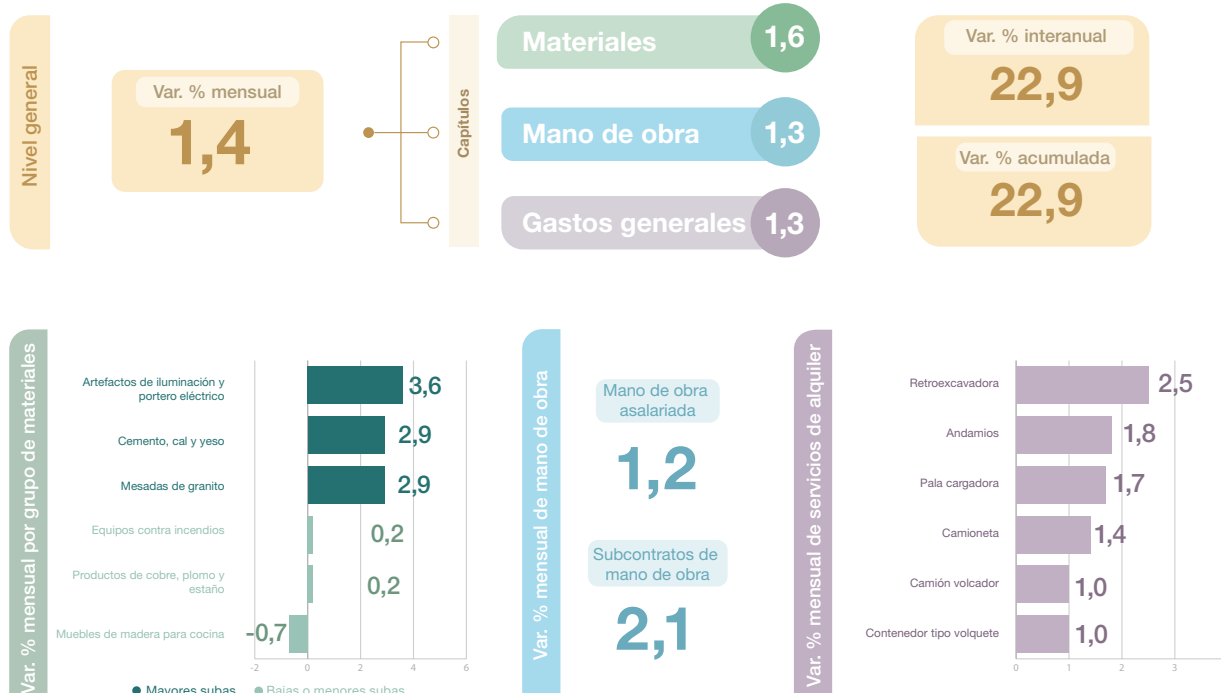 Nivel general
Var. % mensual
1,4
Capítulos
Materiales
1,6
Mano de obra
1,3
Gastos generales
1,3
Var. % interanual
22,9
Var. % acumulada
22,9
Var. % mensual por grupo de materiales
Artefactos de iluminación y
portero eléctrico
3,6
Cemento, cal y yeso
2,9
Mesadas de granito
2,9
Equipos contra incendios
0,2
Productos de cobre, plomo y
estaño
0,2
Muebles de madera para cocina
-0,7
-2 0 2 4 6
Mayores subas Bajas o menores subas
Var. % mensual de mano de obra
Mano de obra
asalariada
1,2
Subcontratos de
mano de obra
2,1
Var. % mensual de servicios de alquiler
Retroexcavadora
2,5
Andamios
1,8
Pala cargadora
1,7
Camioneta
1,4
Camión volcador
1,0
Contenedor tipo volquete
1,0
0 1 2 3